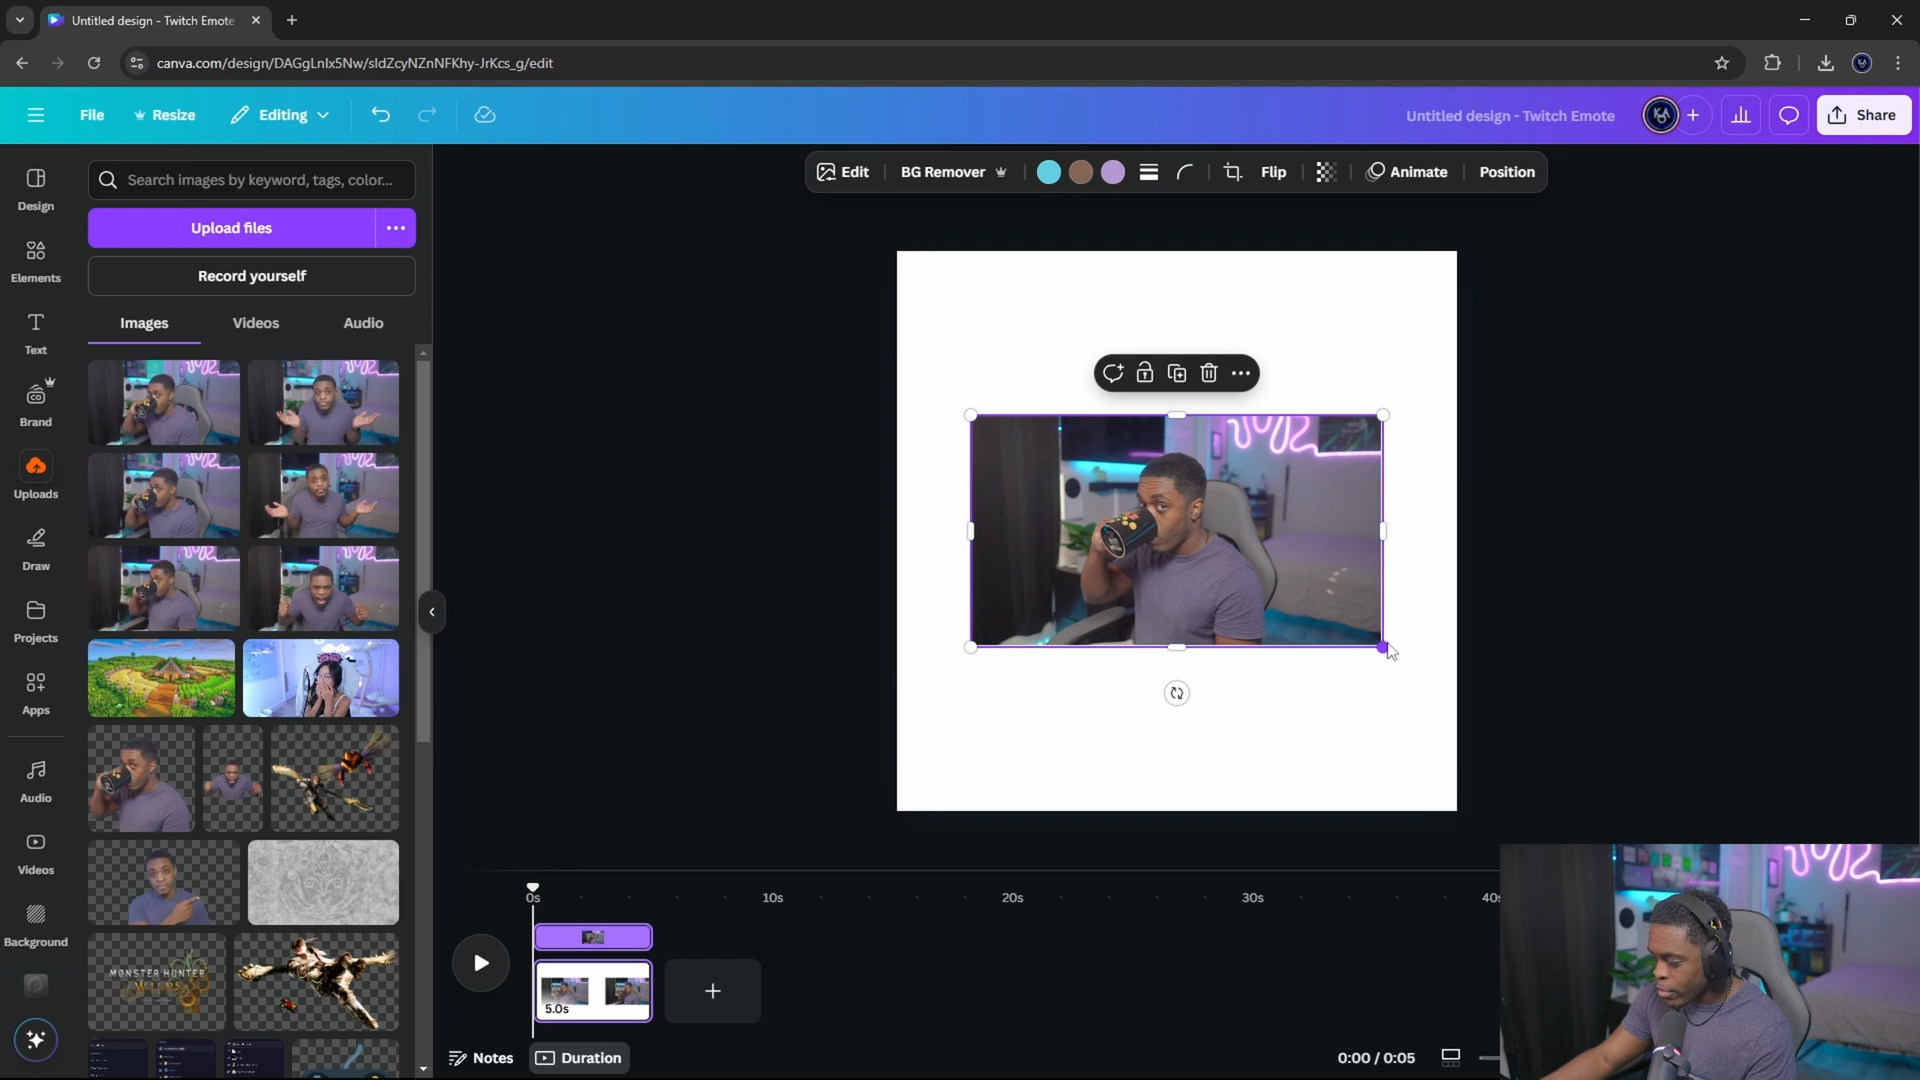 Untitled design - Twitch Emote
canva.com/design/DAGgLnlx5Nw/sldZcyNZnNFKhy-JrKcs_g/edit
File
Resize
Editing
Untitled design - Twitch Emote
Share
Design
Elements
Text
Brand
Uploads
Draw
Projects
Apps
Audio
Videos
Background
Search images by keyword, tags, color...
Upload files
Record yourself
Images
Videos
Audio
MONSTER HUNTER
WILDS
Edit
BG Remover
Flip
Animate
Position
0s
10s
20s
30s
40s
5.0s
Notes
Duration
0:00 / 0:05